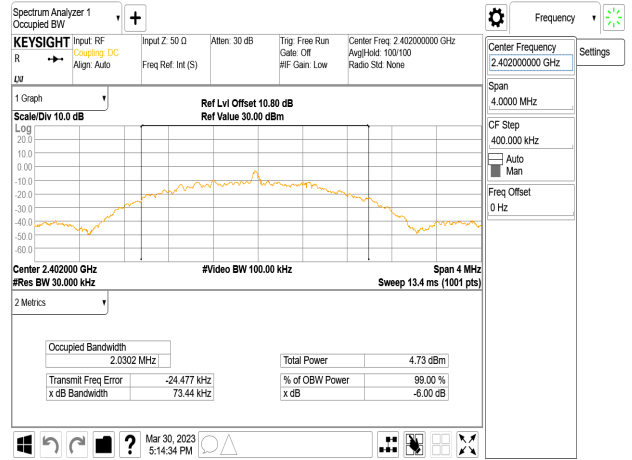 Spectrum Analyzer 1
Occupied BW
KEYSIGHT
R
LXI
Input: RF
Coupling: DC
Align: Auto
Input Z: 50 Ω
Freq Ref: Int (S)
Atten: 30 dB
Trig: Free Run
Gate: Off
#IF Gain: Low
Center Freq: 2.402000000 GHz
Avg|Hold: 100/100
Radio Std: None
1 Graph
Scale/Div 10.0 dB
Ref Lvl Offset 10.80 dB
Ref Value 30.00 dBm
Log
20.0
10.0
0.00
-10.0
-20.0
-30.0
-40.0
-50.0
-60.0
Center 2.402000 GHz
#Res BW 30.000 kHz
#Video BW 100.00 kHz
Span 4 MHz
Sweep 13.4 ms (1001 pts)
2 Metrics
Occupied Bandwidth
2.0302 MHz
Transmit Freq Error -24.477 kHz
x dB Bandwidth 73.44 kHz
Total Power 4.73 dBm
% of OBW Power 99.00 %
x dB -6.00 dB
?
Mar 30, 2023
5:14:34 PM
Frequency
Center Frequency
2.402000000 GHz
Span
4.0000 MHz
CF Step
400.000 kHz
Auto
Man
Freq Offset
0 Hz
Settings